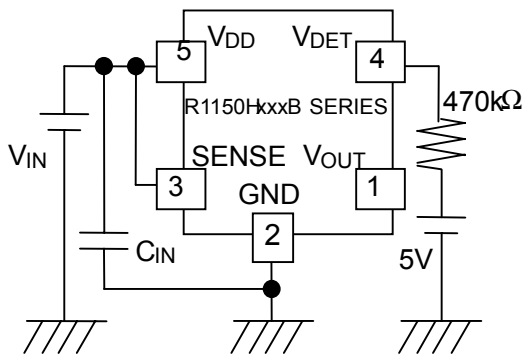 5 VDD VDET 4
R1150HxxxB SERIES
470kΩ
VIN
SENSE
3
VOUT
1
GND
2
CIN
5V